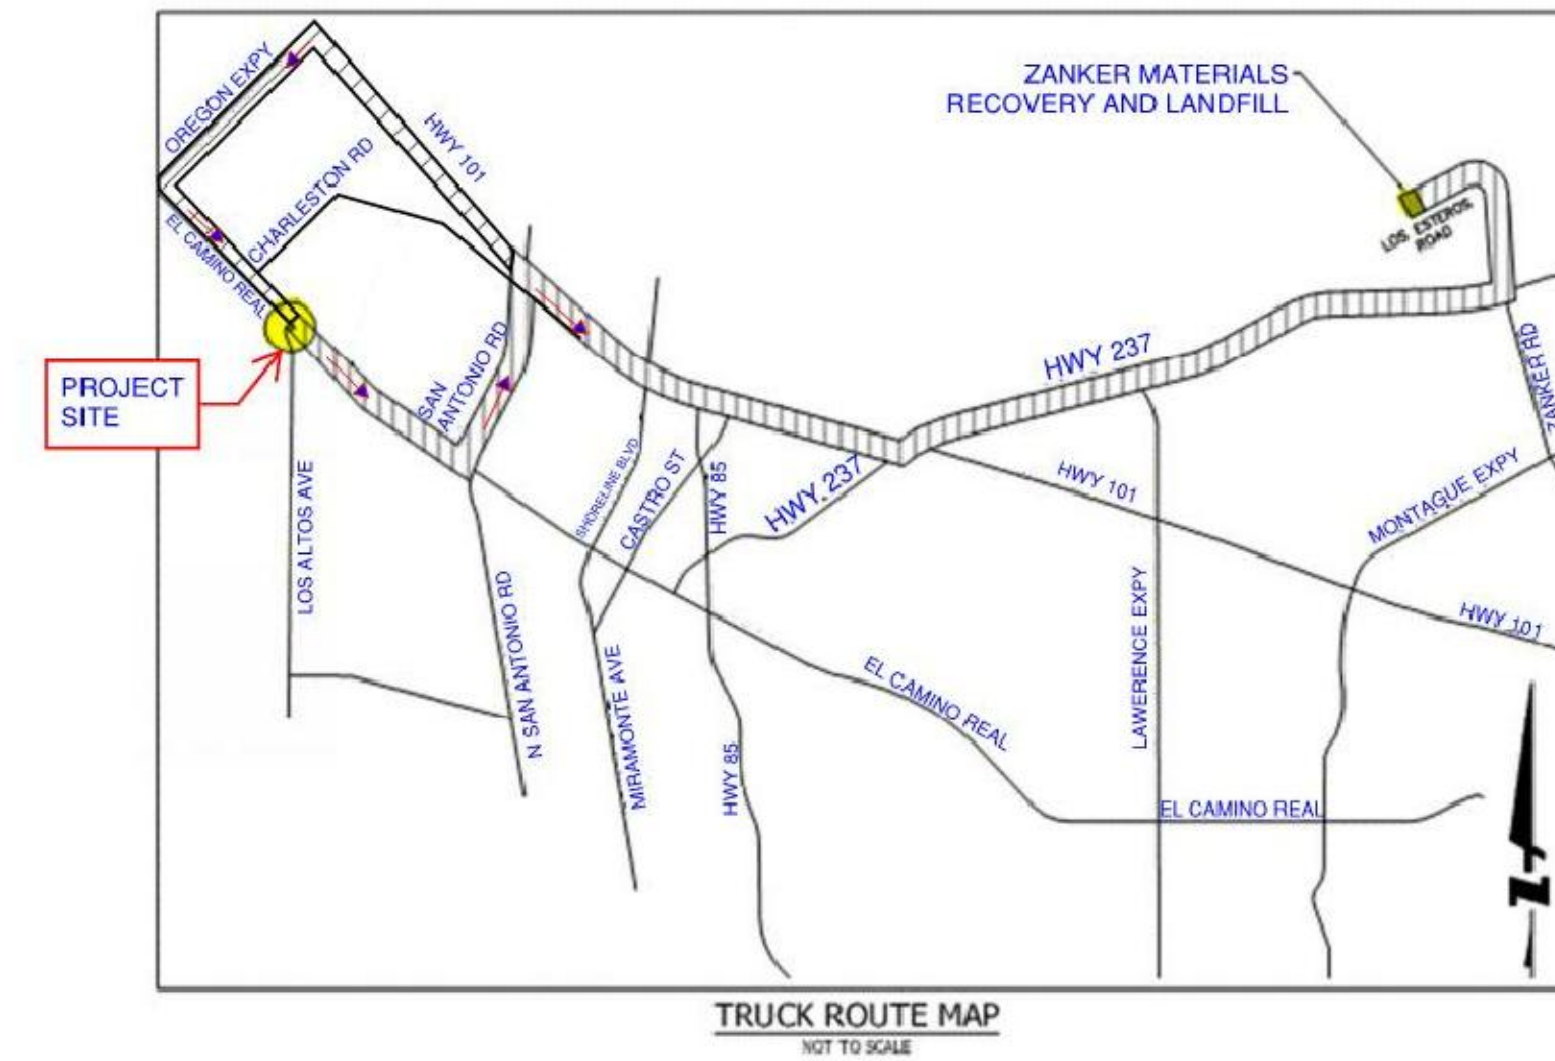 OREGON EXPY
HWY 101
CHARLESTON RD
EL CAMINO REAL
ZANKER MATERIALS
RECOVERY AND LANDFILL
LOS ESTEROS
ROAD
PROJECT
SITE
SAN
ANTONIO RD
HWY 237
ZANKER RD
LOS ALTOS AVE
SHORELINE BLVD
CASTRO ST
HWY 85
HWY 237
HWY 101
MONTAGUE EXPY
N SAN ANTONIO RD
MIRAMONTE AVE
HWY 85
EL CAMINO REAL
LAWERENCE EXPY
HWY 101
EL CAMINO REAL
TRUCK ROUTE MAP
NOT TO SCALE